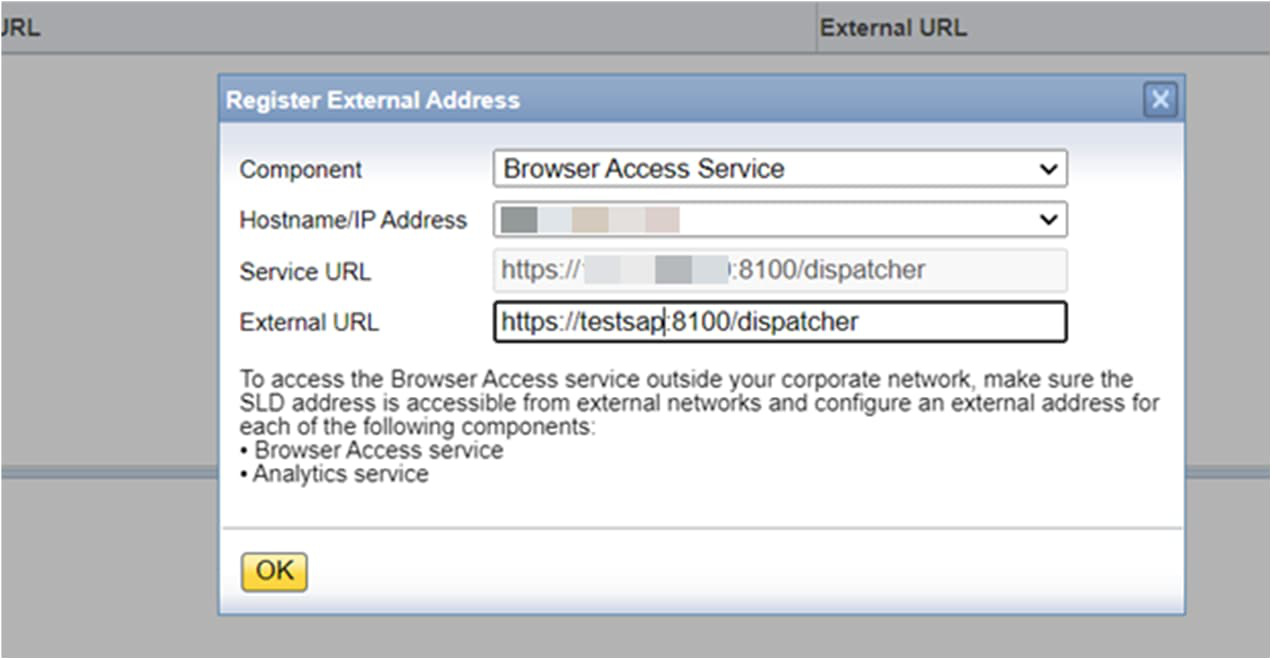 URL External URL
Register External Address
Component Browser Access Service
Hostname/IP Address
Service URL https:// :8100/dispatcher
External URL https://testsap:8100/dispatcher
To access the Browser Access service outside your corporate network, make sure the
SLD address is accessible from external networks and configure an external address for
each of the following components:
• Browser Access service
• Analytics service
OK